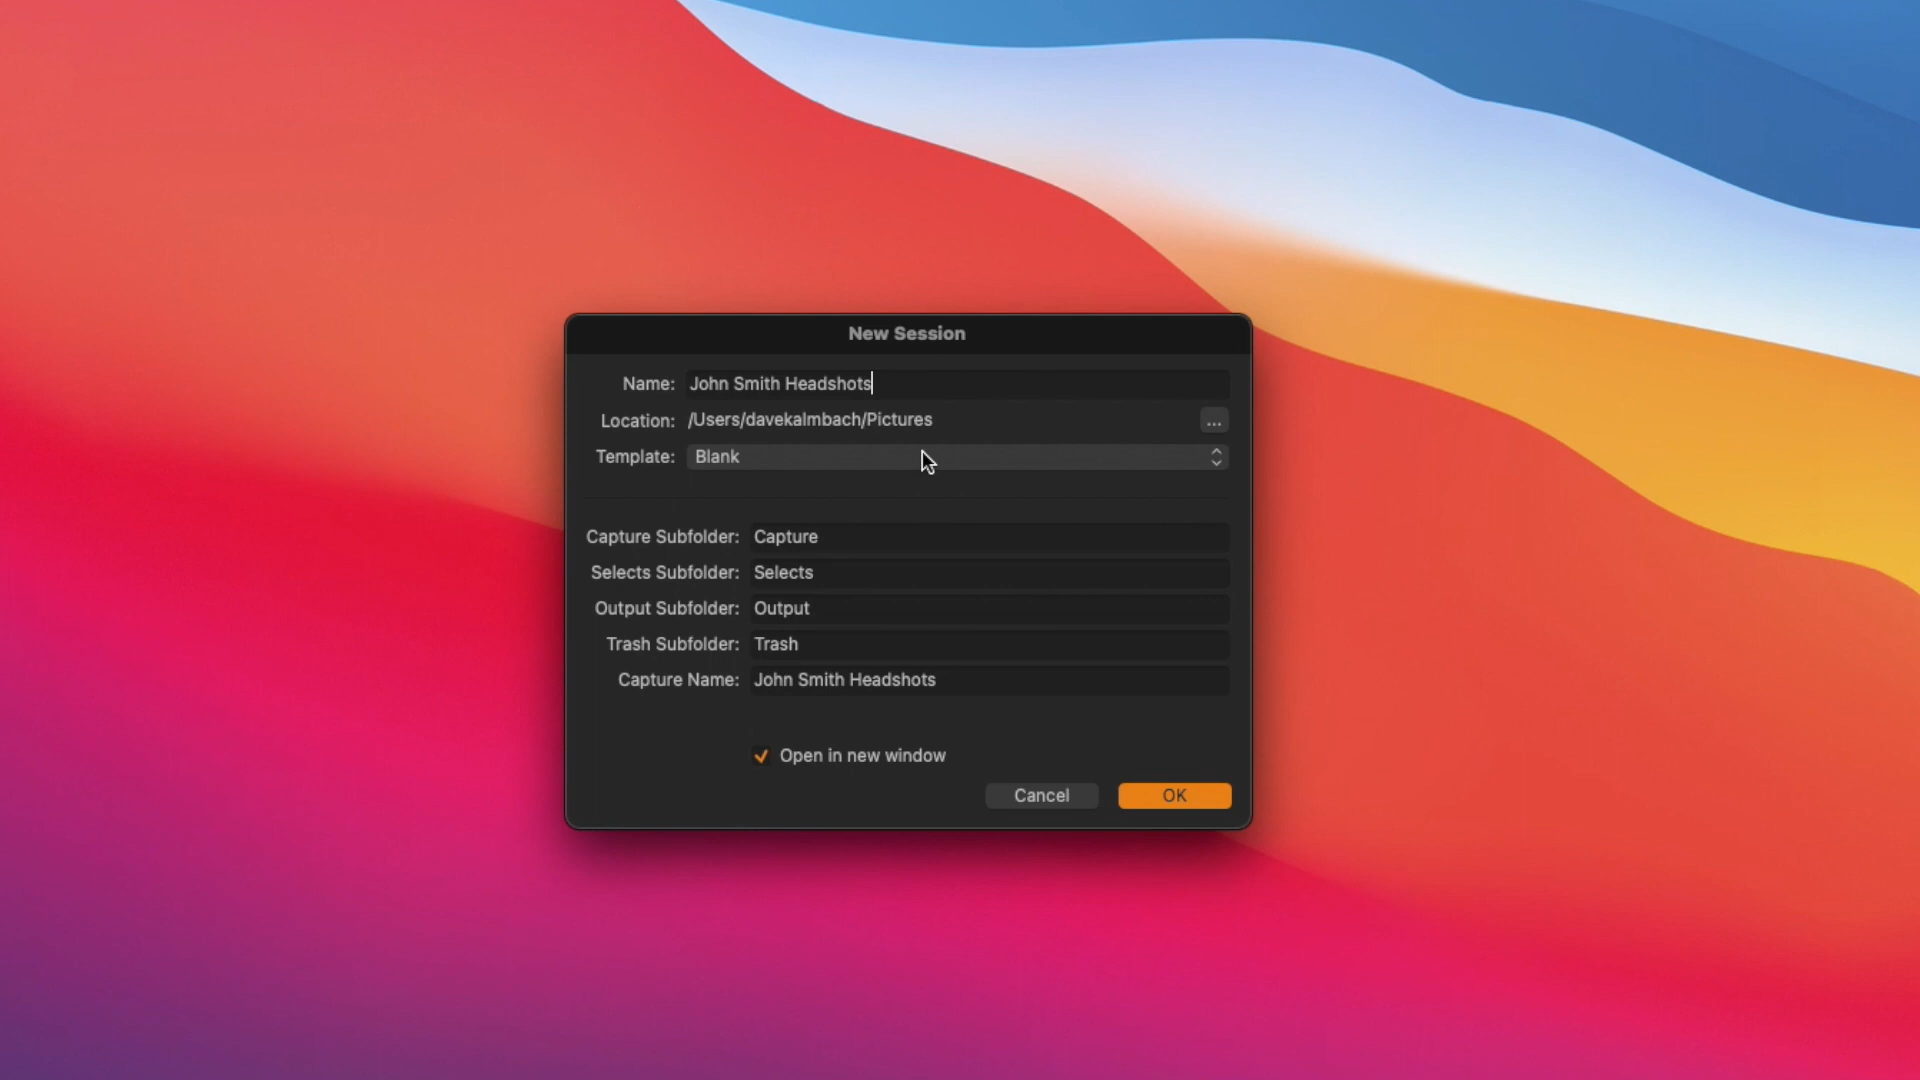 New Session
Name: John Smith Headshots
Location: /Users/davekalmbach/Pictures ...
Template: Blank
Capture Subfolder: Capture
Selects Subfolder: Selects
Output Subfolder: Output
Trash Subfolder: Trash
Capture Name: John Smith Headshots
Open in new window
Cancel OK